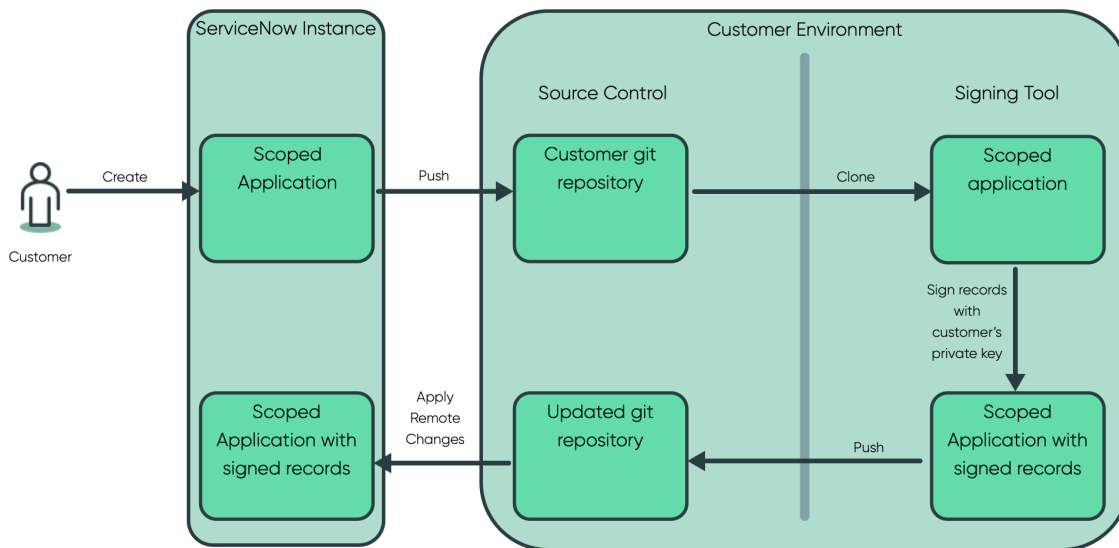 ServiceNow Instance
Customer Environment
Source Control
Signing Tool
Scoped
Application
Customer git
repository
Scoped
application
Create
Push
Clone
Customer
Sign records
with
customer's
private key
Scoped
Application with
signed records
Apply
Remote
Changes
Updated git
repository
Push
Scoped
Application with
signed records